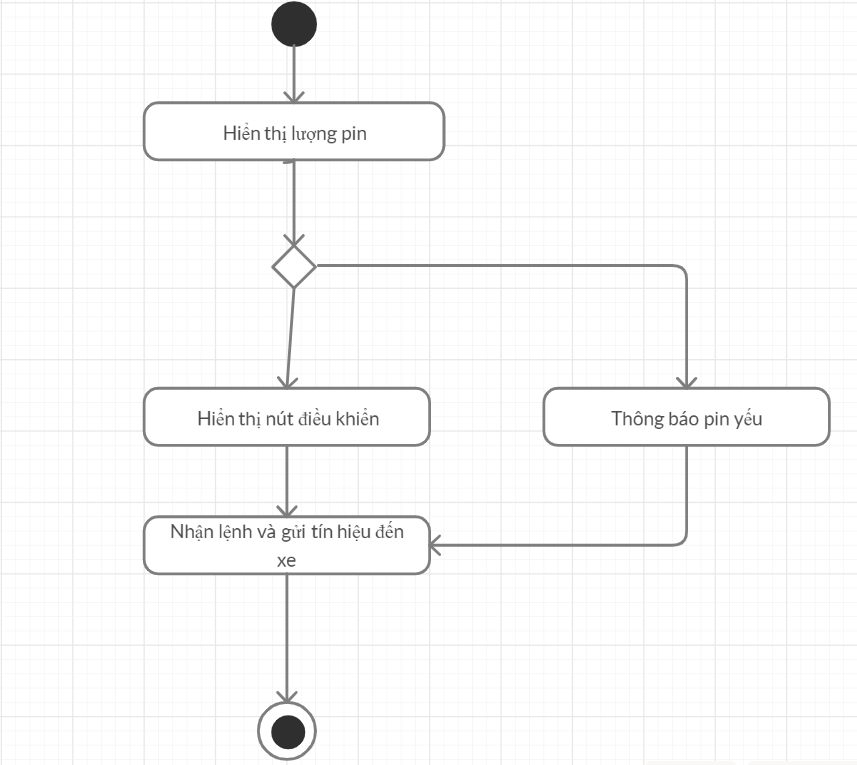 Hiển thị lượng pin
Hiển thị nút điều khiển
Thông báo pin yếu
Nhận lệnh và gửi tín hiệu đến
xe